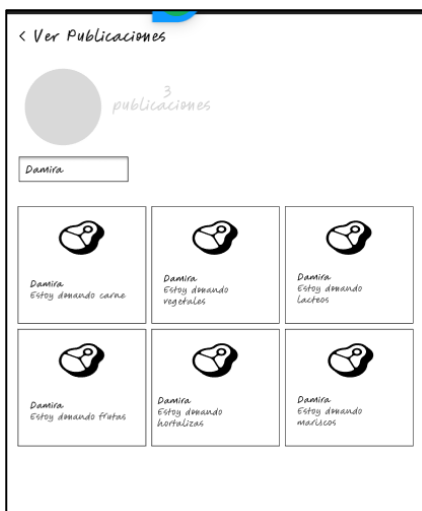 < Ver Publicaciones
3
publicaciones
Damira
Damira
Estoy donando carne
Damira
Estoy donando
vegetales
Damira
Estoy donando
lacteos
Damira
Estoy donando frutas
Damira
Estoy donando
hortalizas
Damira
Estoy donando
mariscos